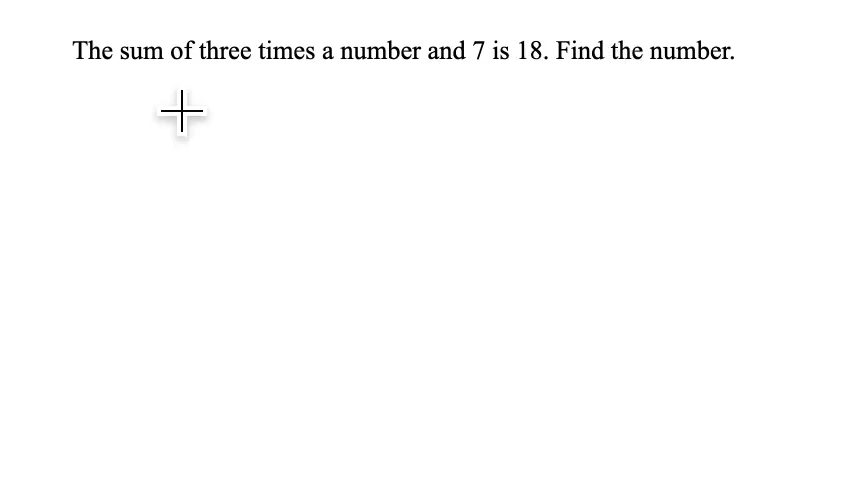 The sum of three times a number and 7 is 18. Find the number.